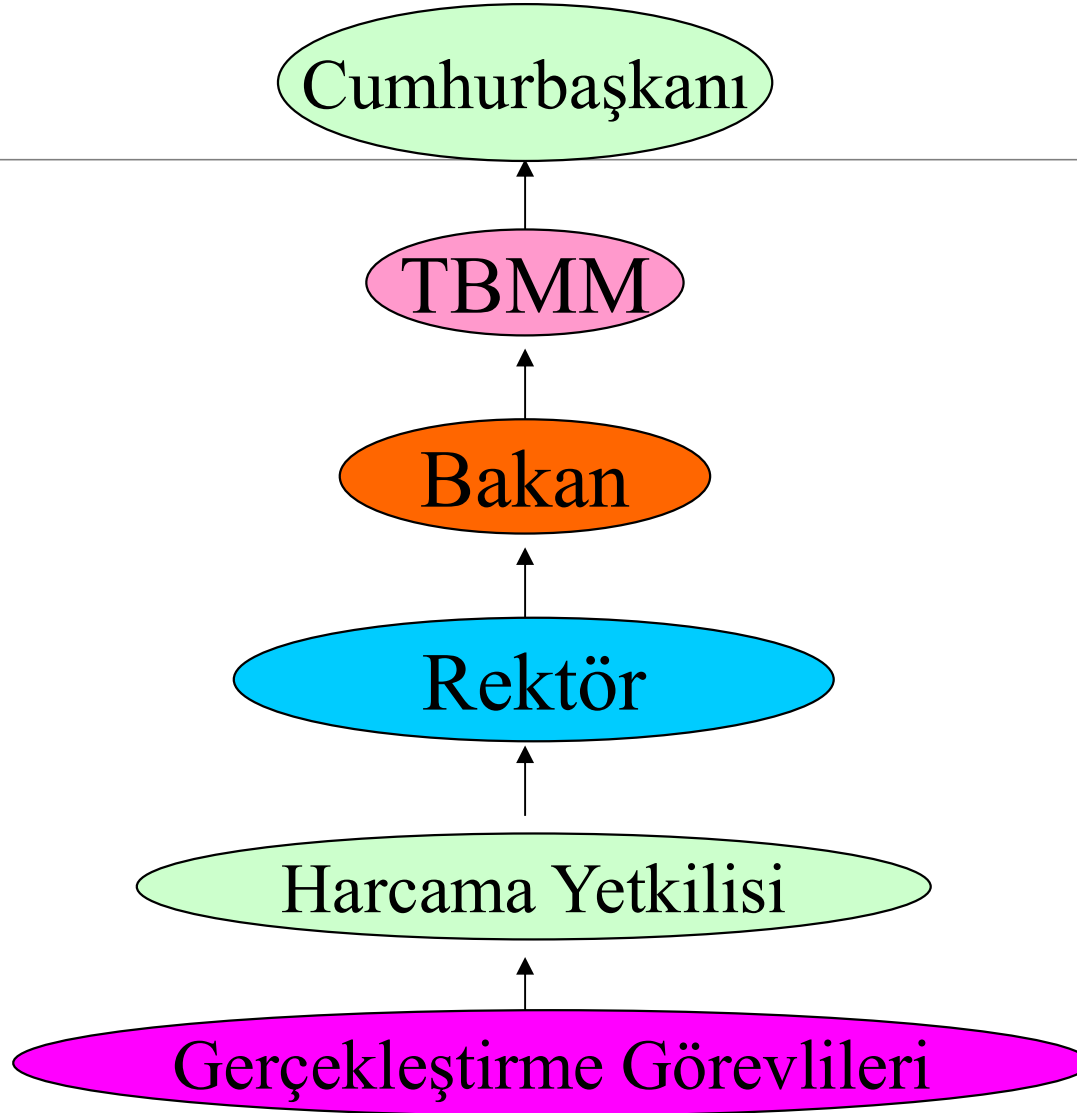 Cumhurbaşkanı
TBMM
Bakan
Rektör
Harcama Yetkilisi
Gerçekleştirme Görevlileri